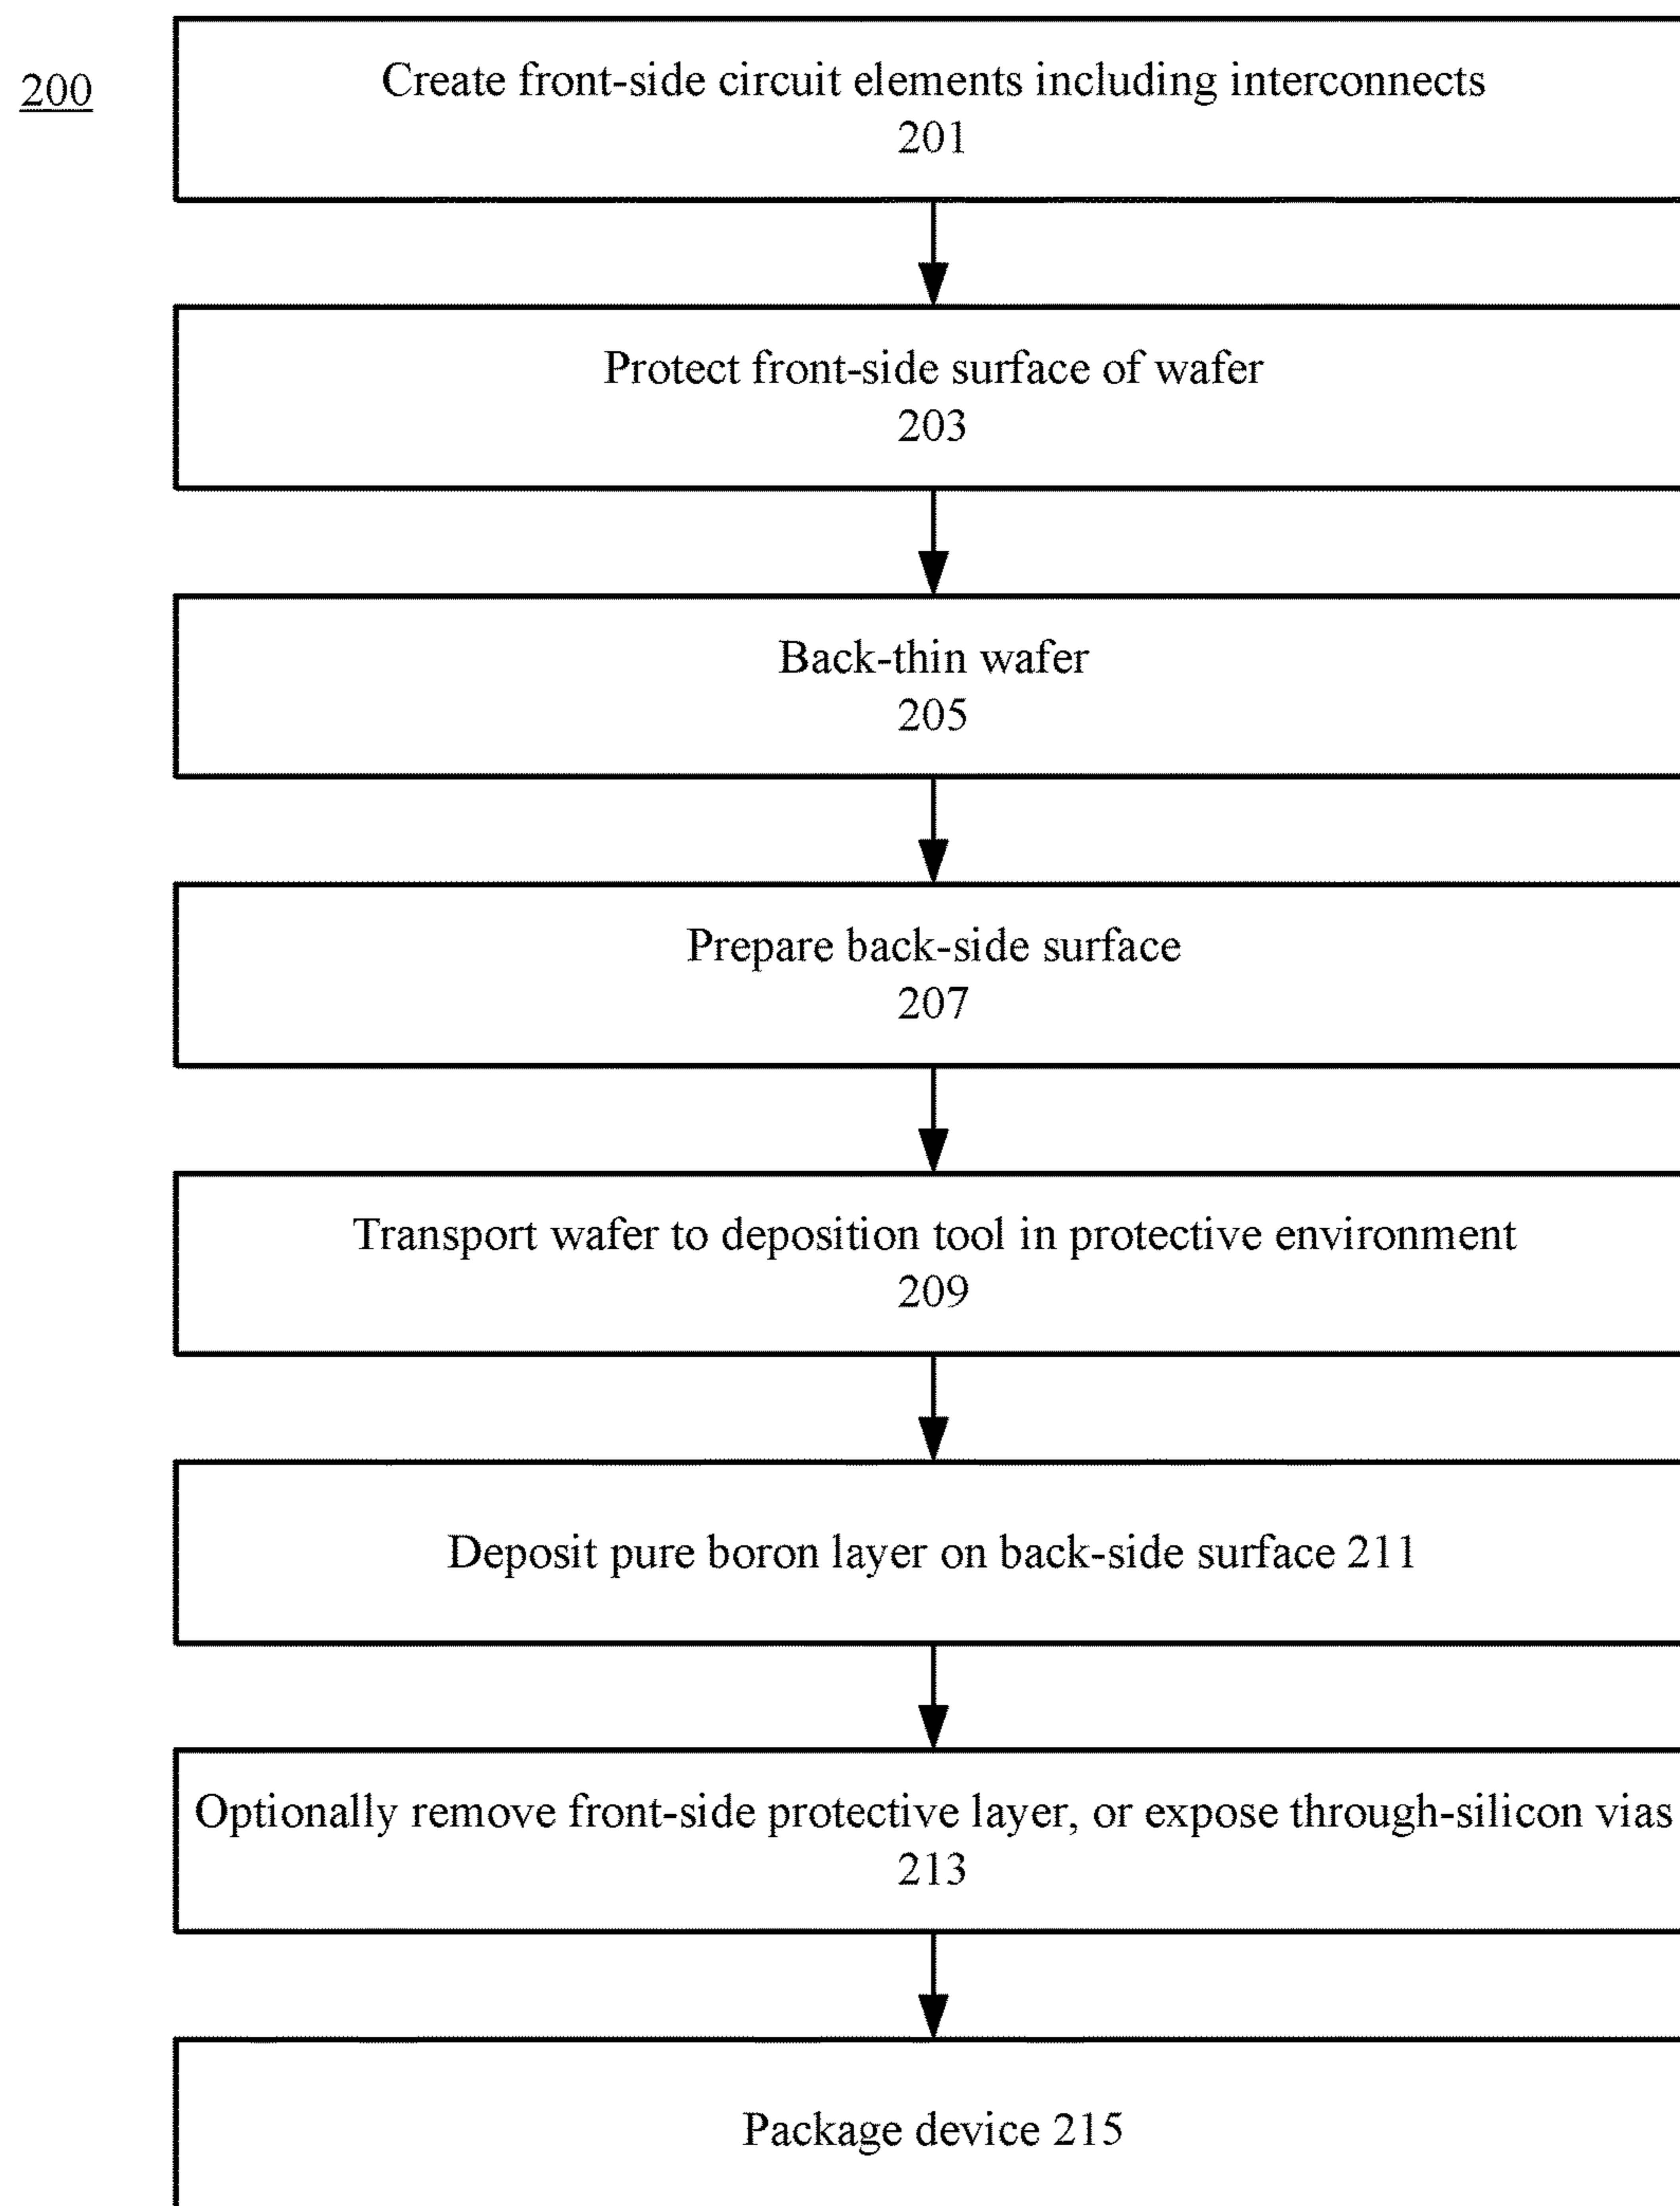 200
Create front-side circuit elements including interconnects
201
Protect front-side surface of wafer
203
Back-thin wafer
205
Prepare back-side surface
207
Transport wafer to deposition tool in protective environment
209
Deposit pure boron layer on back-side surface 211
Optionally remove front-side protective layer, or expose through-silicon vias
213
Package device 215